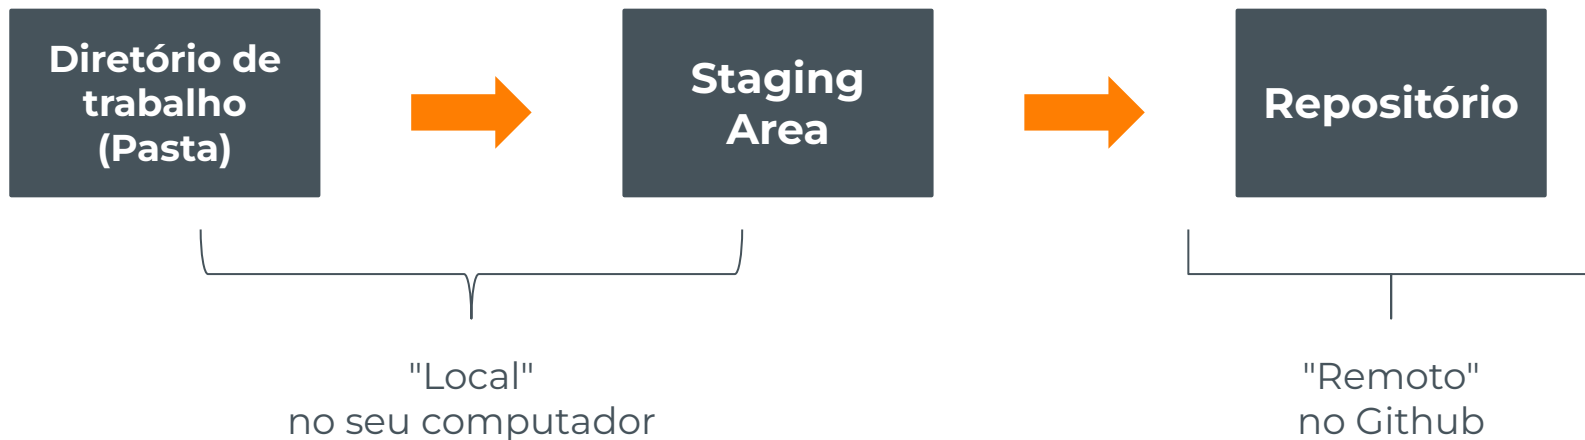 Diretório de
trabalho
(Pasta)
Staging
Area
Repositório
"Local"
no seu computador
"Remoto"
no Github